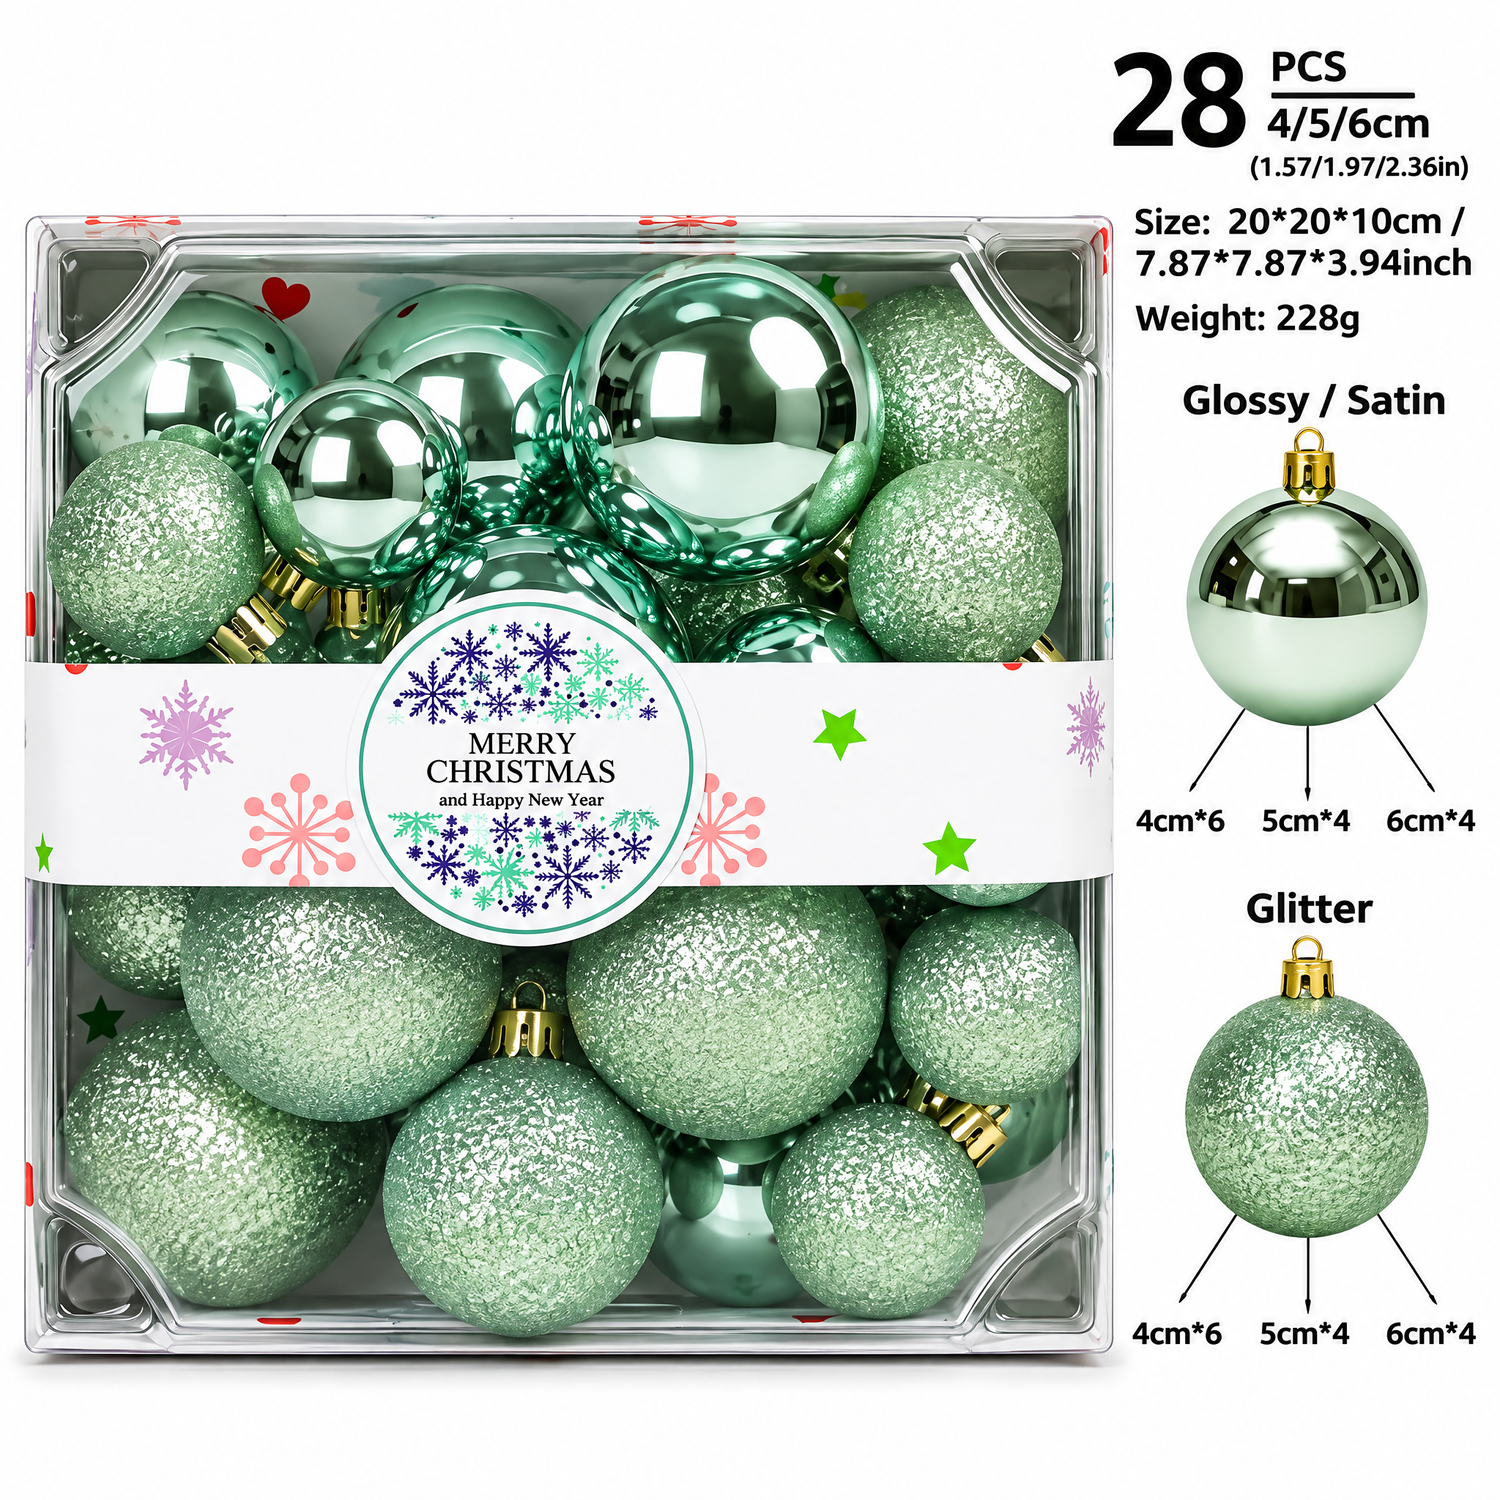 28 PCS
4/5/6cm
(1.57/1.97/2.36in)
Size: 20*20*10cm /
7.87*7.87*3.94inch
Weight: 228g
Glossy / Satin
4cm*6 5cm*4 6cm*4
Glitter
4cm*6 5cm*4 6cm*4
MERRY
CHRISTMAS
and Happy New Year